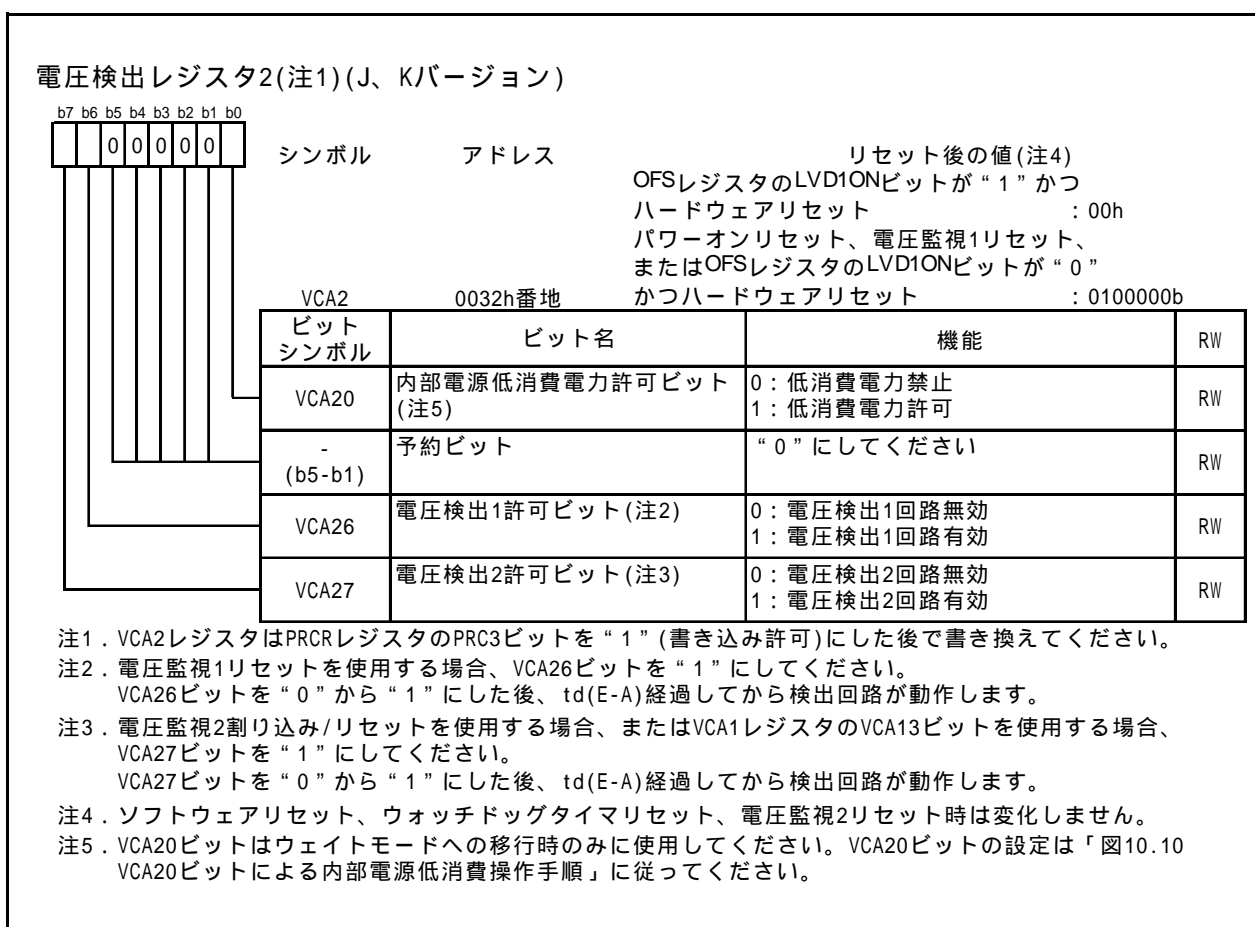 電圧検出レジスタ2(注1)(J、Kバージョン)
b7 b6 b5 b4 b3 b2 b1 b0
0 0 0 0 0
シンボル アドレス リセット後の値(注4)
OFSレジスタのLVD1ONビットが“1”かつ
ハードウェアリセット :00h
パワーオンリセット、電圧監視1リセット、
またはOFSレジスタのLVD1ONビットが“0”
VCA2 0032h番地 かつハードウェアリセット :0100000b
ビット
シンボル ビット名 機能 RW
VCA20 内部電源低消費電力許可ビット
(注5) 0:低消費電力禁止
1:低消費電力許可 RW
-
(b5-b1) 予約ビット “0”にしてください RW
VCA26 電圧検出1許可ビット(注2) 0:電圧検出1回路無効
1:電圧検出1回路有効 RW
VCA27 電圧検出2許可ビット(注3) 0:電圧検出2回路無効
1:電圧検出2回路有効 RW
注1.VCA2レジスタはPRCRレジスタのPRC3ビットを“1”(書き込み許可)にした後で書き換えてください。
注2.電圧監視1リセットを使用する場合、VCA26ビットを“1”にしてください。
VCA26ビットを“0”から“1”にした後、td(E-A)経過してから検出回路が動作します。
注3.電圧監視2割り込み/リセットを使用する場合、またはVCA1レジスタのVCA13ビットを使用する場合、
VCA27ビットを“1”にしてください。
VCA27ビットを“0”から“1”にした後、td(E-A)経過してから検出回路が動作します。
注4.ソフトウェアリセット、ウォッチドッグタイマリセット、電圧監視2リセット時は変化しません。
注5.VCA20ビットはウェイトモードへの移行時のみに使用してください。VCA20ビットの設定は「図10.10
VCA20ビットによる内部電源低消費操作手順」に従ってください。